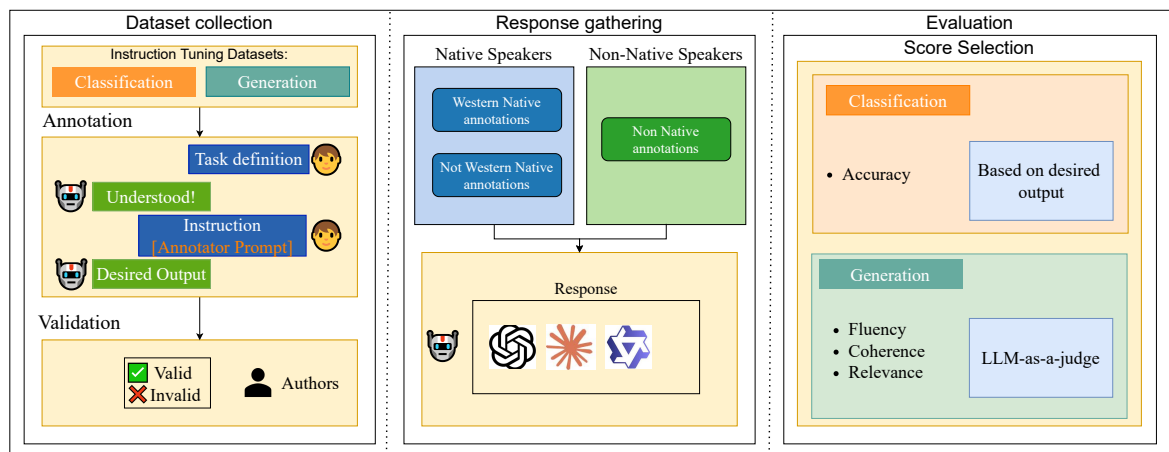 Dataset collection
Instruction Tuning Datasets:
Classification
Generation
Annotation
Task definition
Understood!
Instruction
[Annotator Prompt]
Desired Output
Validation
Valid
Invalid
Authors
Response gathering
Native Speakers
Non-Native Speakers
Western Native
annotations
Not Western Native
annotations
Non Native
annotations
Response
Evaluation
Score Selection
Classification
• Accuracy
Based on desired
output
Generation
• Fluency
• Coherence
• Relevance
LLM-as-a-judge